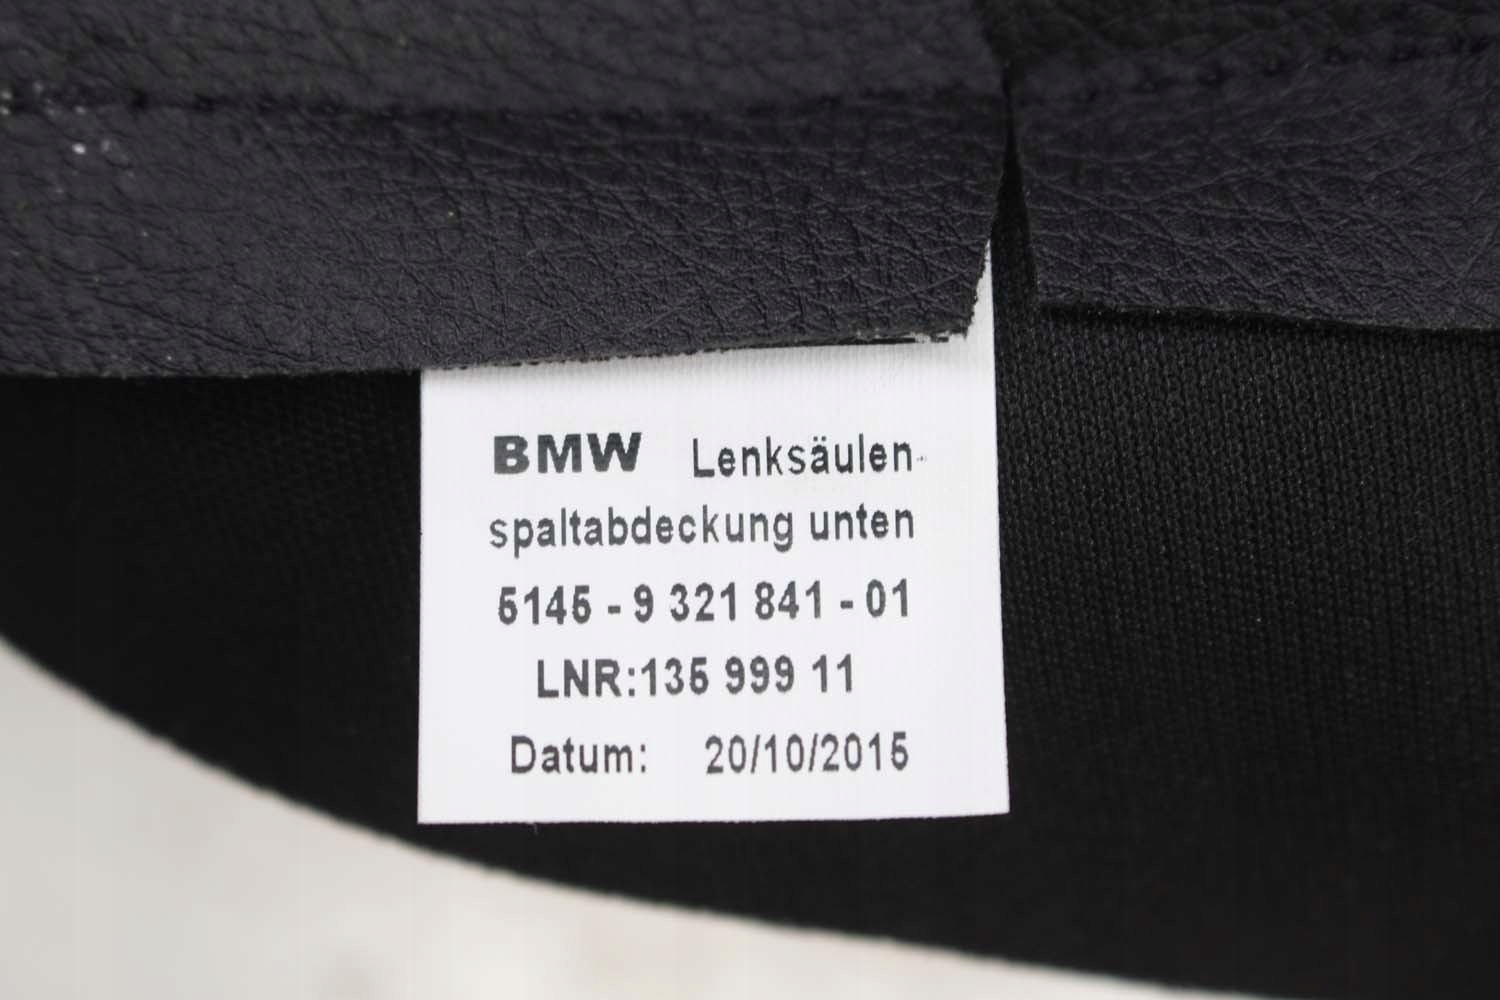 BMW Lenksäulen-
spaltabdeckung unten
5145 - 9 321 841 - 01
LNR:135 999 11
Datum: 20/10/2015